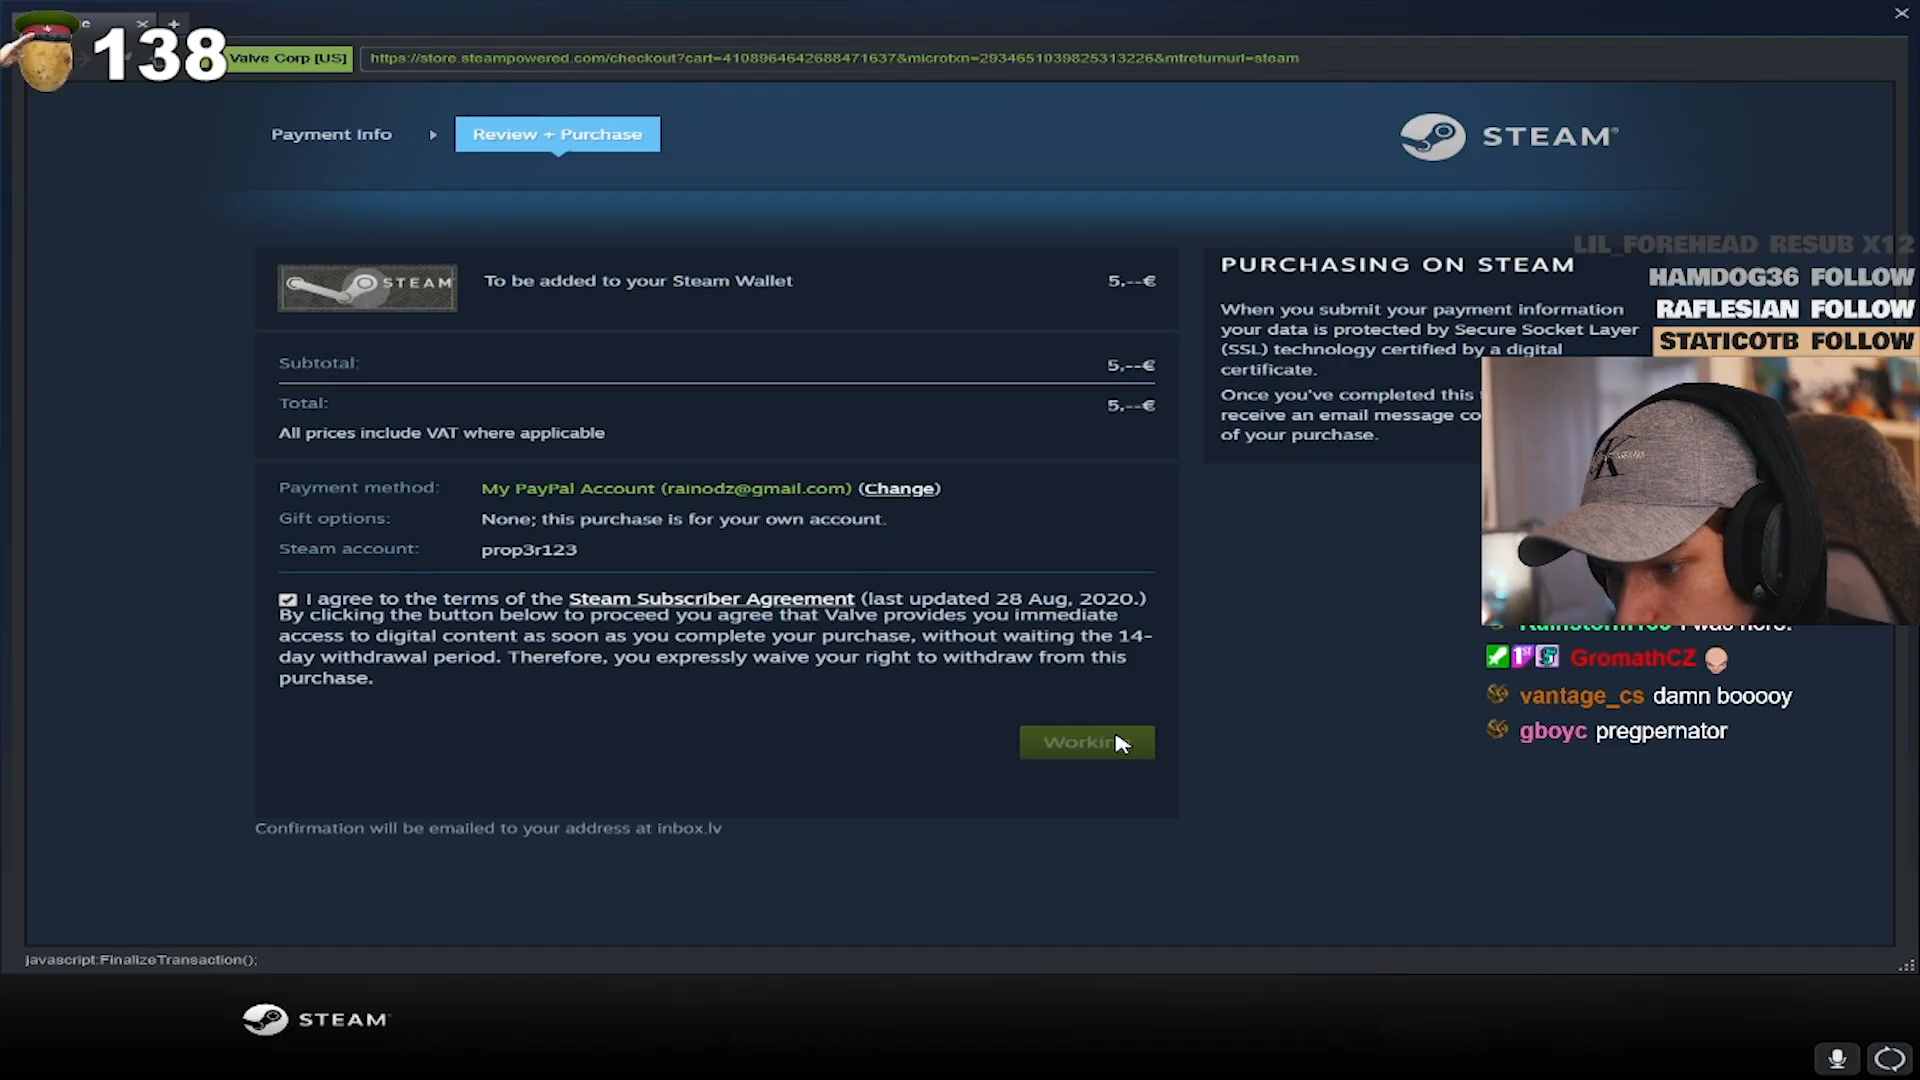 138
Valve Corp [US]
https://store.steampowered.com/checkout?cart=4108964642688471637&microtxn=2934651039825313226&mtreturnurl=steam
Payment Info
Review + Purchase
STEAM
STEAM
To be added to your Steam Wallet
5,--€
Subtotal:
5,--€
Total:
5,--€
All prices include VAT where applicable
Payment method:
My PayPal Account (rainodz@gmail.com) (Change)
Gift options:
None; this purchase is for your own account.
Steam account:
prop3r123
I agree to the terms of the Steam Subscriber Agreement (last updated 28 Aug, 2020.)
By clicking the button below to proceed you agree that Valve provides you immediate
access to digital content as soon as you complete your purchase, without waiting the 14-
day withdrawal period. Therefore, you expressly waive your right to withdraw from this
purchase.
Confirmation will be emailed to your address at inbox.lv
PURCHASING ON STEAM
When you submit your payment information
your data is protected by Secure Socket Layer
(SSL) technology certified by a digital
certificate.
Once you've completed this
receive an email message
of your purchase.
LIL_FOREHEAD RESUB X12
HAMDOG36 FOLLOW
RAFLESIAN FOLLOW
STATICOTB FOLLOW
I was here.
GromathCZ
vantage_cs damn booooy
gboyc pregpernator
javascript:FinalizeTransaction();
STEAM